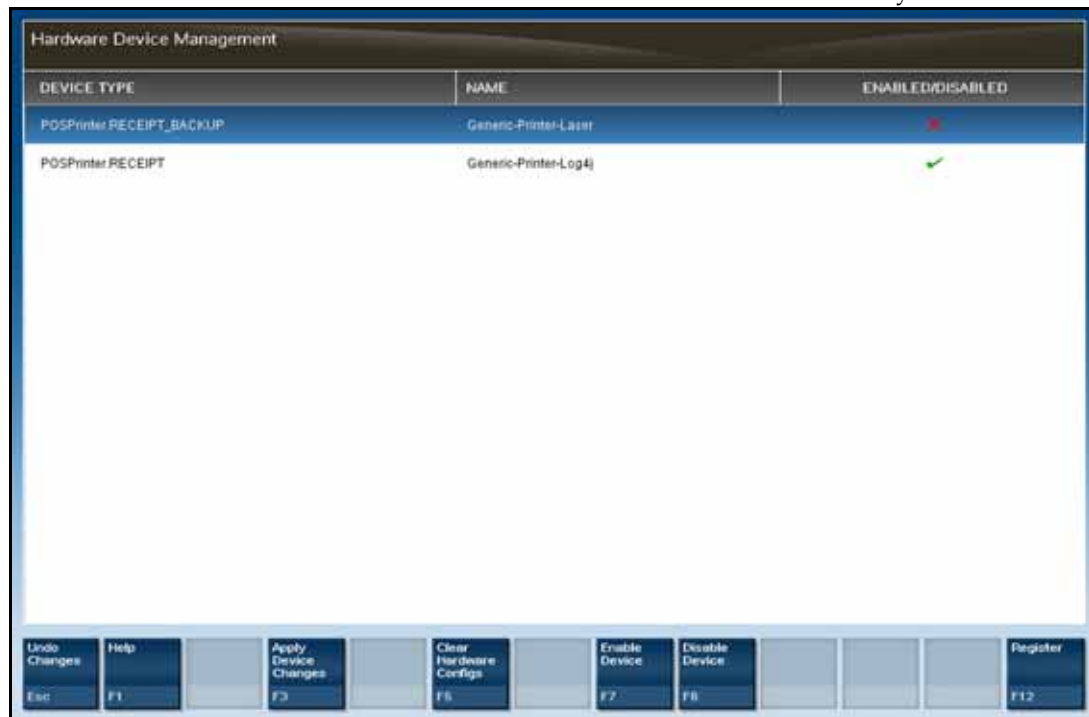 Hardware Device Management
DEVICE TYPE NAME ENABLED/DISABLED
POSPrinter.RECEIPT_BACKUP Generic-Printer-Laser
POSPrinter.RECEIPT Generic-Printer-Log4j
Undo Changes Esc
Help F1
Apply Device Changes F3
Clear Hardware Configs
Enable Device F7
Disable Device F8
Register F12